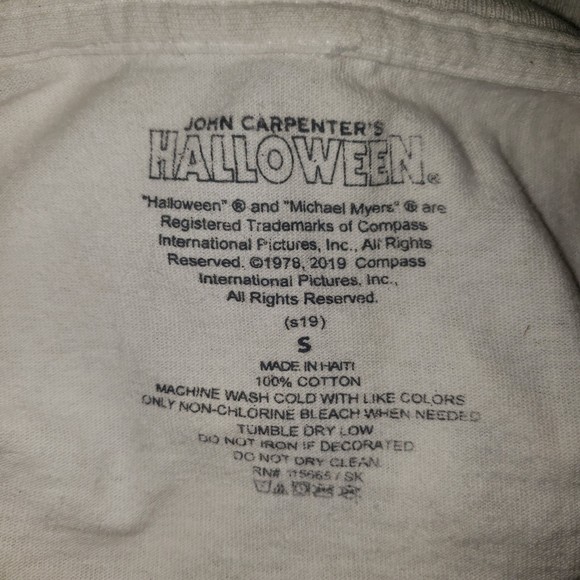 JOHN CARPENTER'S
HALLOWEEN®
"Halloween" ® and "Michael Myers" ® are
Registered Trademarks of Compass
International Pictures, Inc., All Rights
Reserved. ©1978, 2019 Compass
International Pictures, Inc.,
All Rights Reserved.
(s19)
S
MADE IN HAITI
100% COTTON
MACHINE WASH COLD WITH LIKE COLORS
ONLY NON-CHLORINE BLEACH WHEN NEEDED
TUMBLE DRY LOW
DO NOT IRON IF DECORATED
DO NOT DRY CLEAN.
RN# 115665 / SK